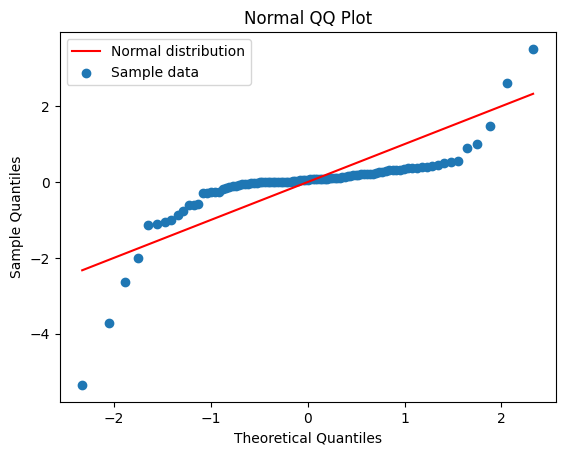 Normal QQ Plot
Normal distribution
Sample data
Sample Quantiles
2
0
−2
−4
−2
−1
0
1
2
Theoretical Quantiles